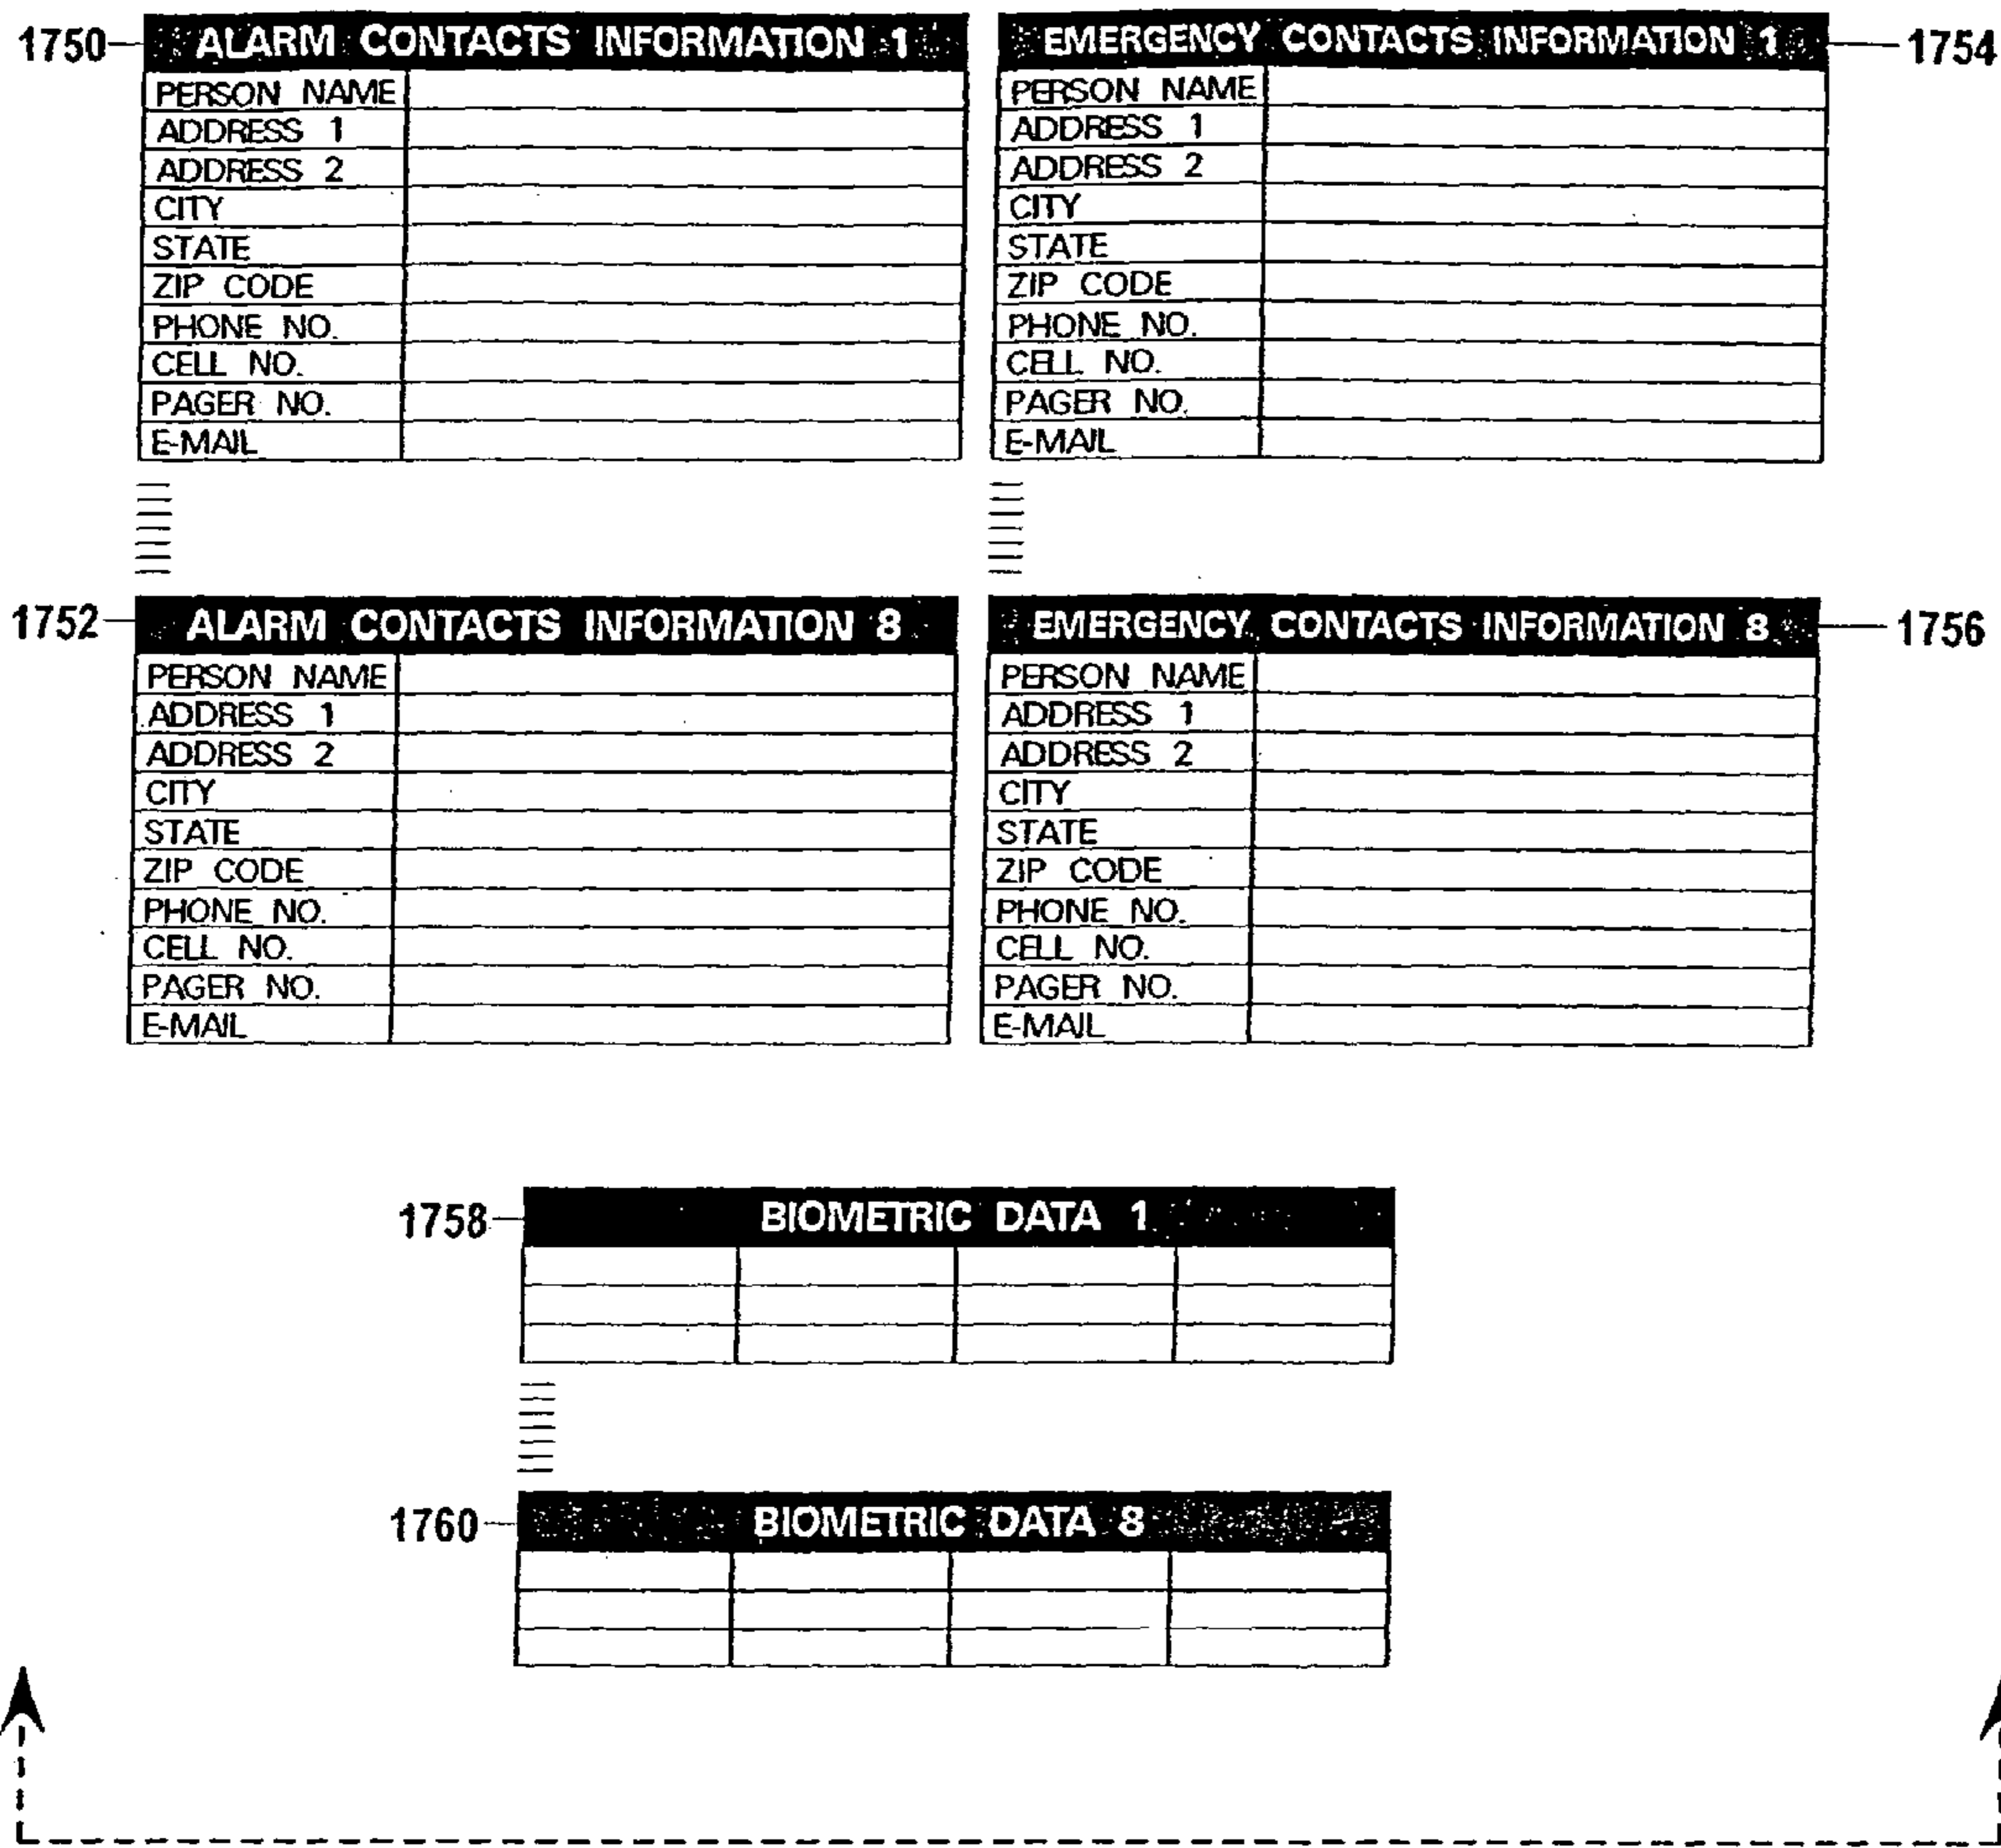 1750 ALARM CONTACTS INFORMATION 1
PERSON NAME
ADDRESS 1
ADDRESS 2
CITY
STATE
ZIP CODE
PHONE NO.
CELL NO.
PAGER NO.
E-MAIL
EMERGENCY CONTACTS INFORMATION 1 1754
PERSON NAME
ADDRESS 1
ADDRESS 2
CITY
STATE
ZIP CODE
PHONE NO.
CELL NO.
PAGER NO.
E-MAIL
1752 ALARM CONTACTS INFORMATION 8
PERSON NAME
ADDRESS 1
ADDRESS 2
CITY
STATE
ZIP CODE
PHONE NO.
CELL NO.
PAGER NO.
E-MAIL
EMERGENCY CONTACTS INFORMATION 8 1756
PERSON NAME
ADDRESS 1
ADDRESS 2
CITY
STATE
ZIP CODE
PHONE NO.
CELL NO.
PAGER NO.
E-MAIL
1758 BIOMETRIC DATA 1
1760 BIOMETRIC DATA 8